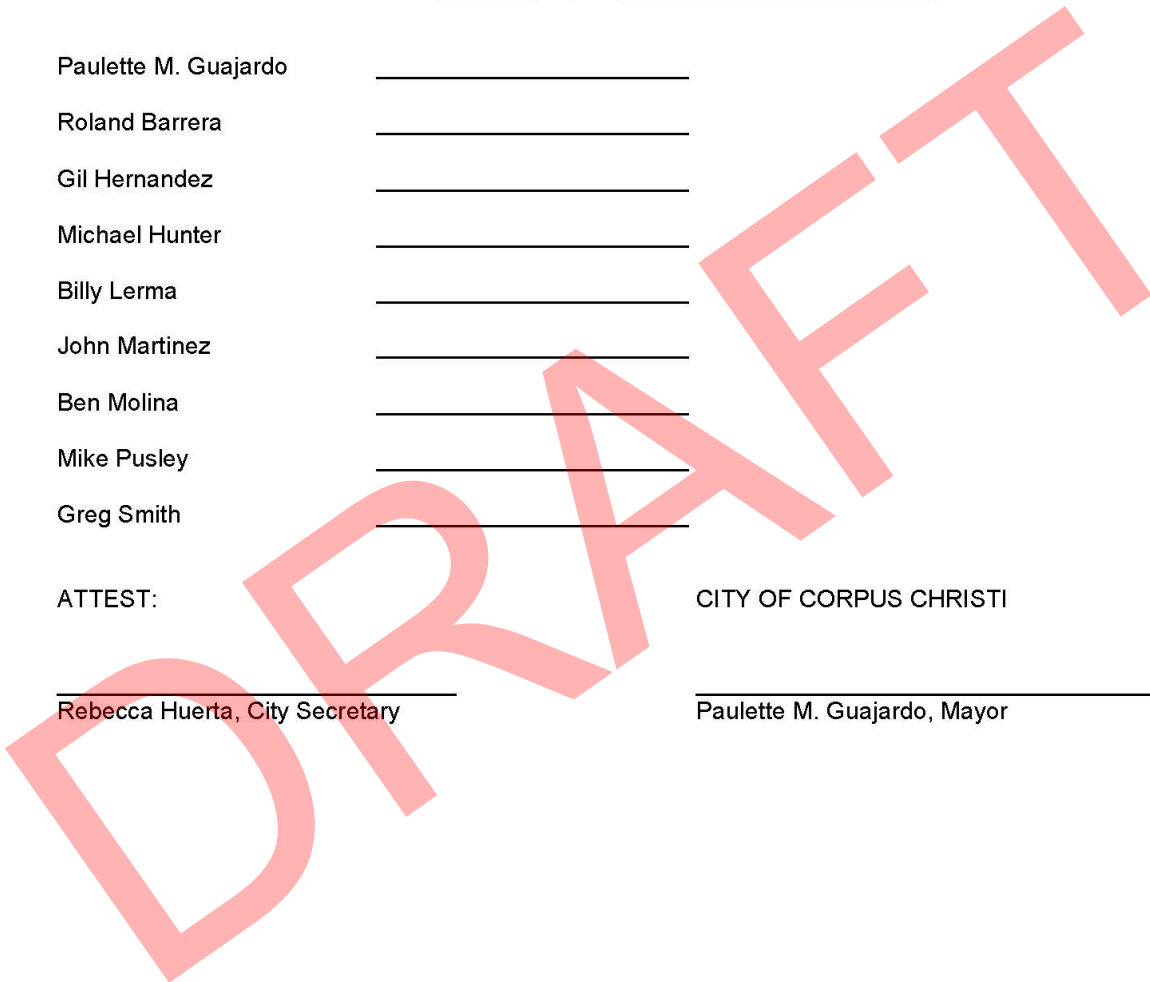 Paulette M. Guajardo
Roland Barrera
Gil Hernandez
Michael Hunter
Billy Lerma
John Martinez
Ben Molina
Mike Pusley
Greg Smith
ATTEST: CITY OF CORPUS CHRISTI
Rebecca Huerta, City Secretary Paulette M. Guajardo, Mayor
DRAFT